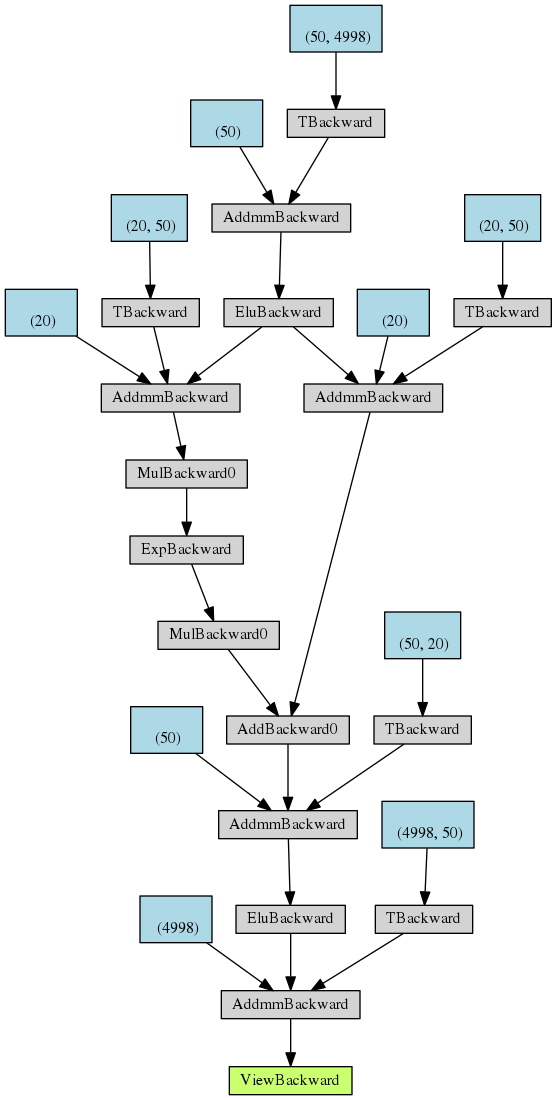 (50, 4998)
(50)
TBackward
AddmmBackward
(20, 50)
(20, 50)
(20)
TBackward
EluBackward
(20)
TBackward
AddmmBackward
AddmmBackward
MulBackward0
ExpBackward
MulBackward0
(50, 20)
(50)
AddBackward0
TBackward
AddmmBackward
(4998, 50)
(4998)
EluBackward
TBackward
AddmmBackward
ViewBackward